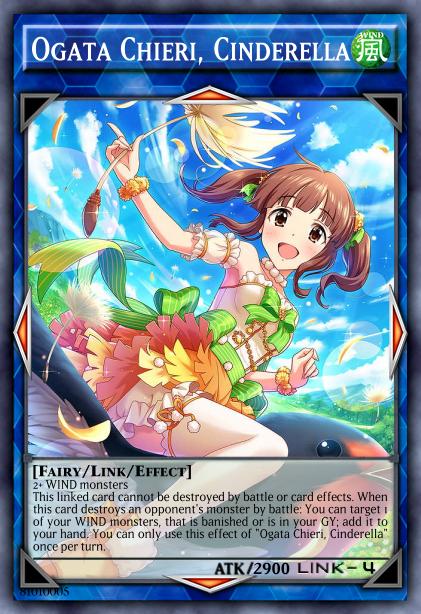 OGATA CHIERI, CINDERELLA
WIND
風
[FAIRY/LINK/EFFECT]
2+ WIND monsters
This linked card cannot be destroyed by battle or card effects. When
this card destroys an opponent's monster by battle: You can target 1
of your WIND monsters, that is banished or is in your GY; add it to
your hand. You can only use this effect of "Ogata Chieri, Cinderella"
once per turn.
ATK/2900 LINK-4
81010005